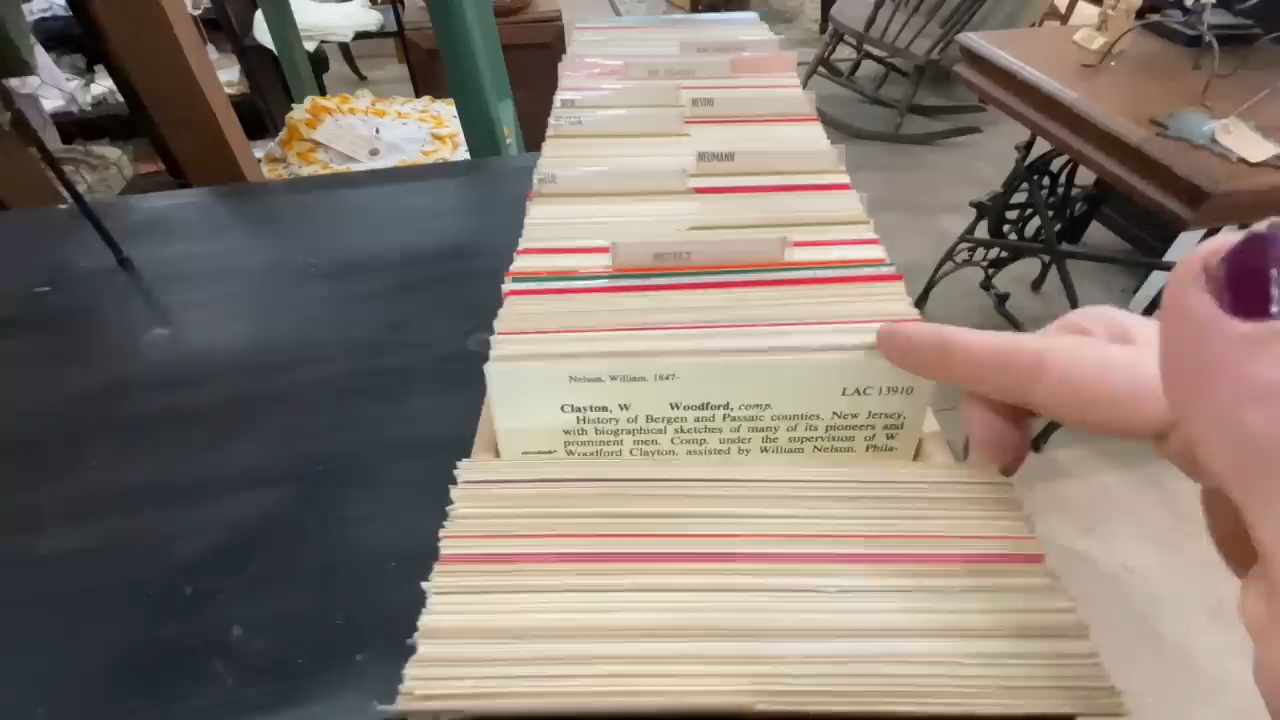 NEVINS
NEUMANN
Nelson, William, 1847-
LAC 13910
Clayton, W Woodford, comp.
History of Bergen and Passaic counties, New Jersey,
with biographical sketches of many of its pioneers and
prominent men. Comp. under the supervision of W
Woodford Clayton, assisted by William Nelson. Phila-